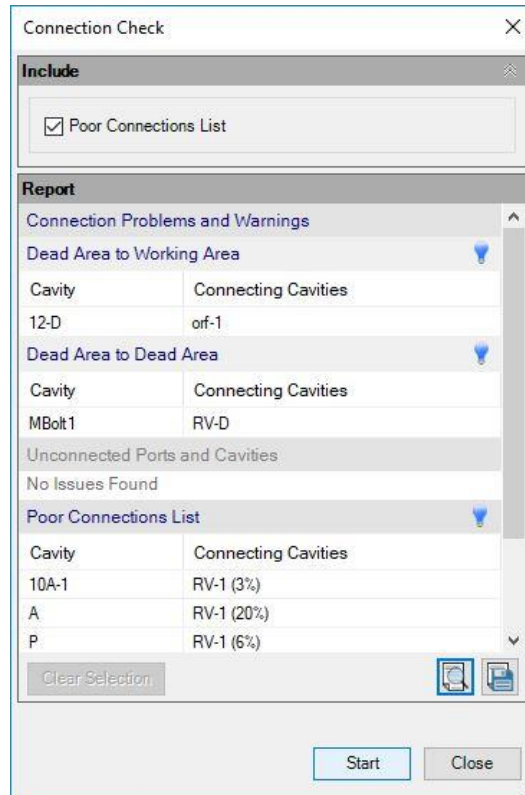 Connection Check
Include
Poor Connections List
Report
Connection Problems and Warnings
Dead Area to Working Area
Cavity Connecting Cavities
12-D orf-1
Dead Area to Dead Area
Cavity Connecting Cavities
MBolt1 RV-D
Unconnected Ports and Cavities
No Issues Found
Poor Connections List
Cavity Connecting Cavities
10A-1 RV-1 (3%)
A RV-1 (20%)
P RV-1 (6%)
Clear Selection
Start Close